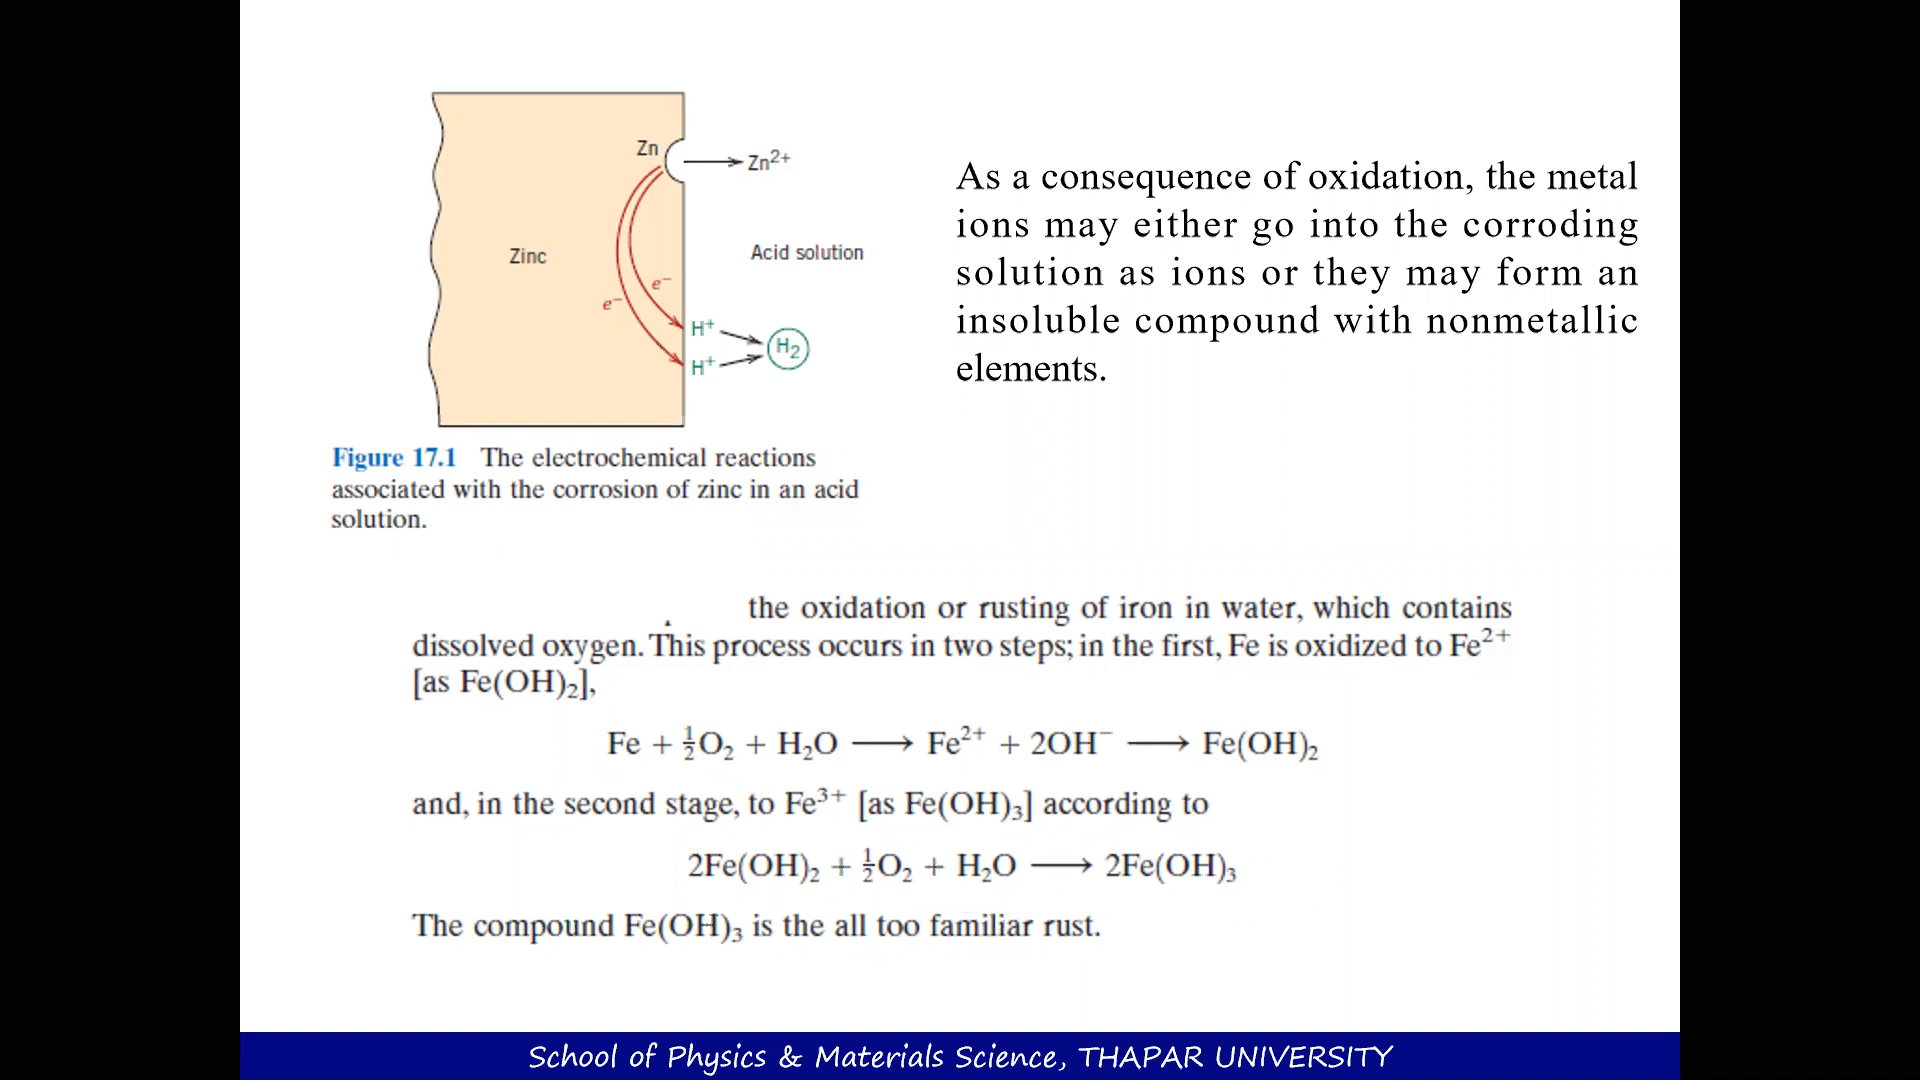 Zn
Zn²⁺
Zinc
Acid solution
e⁻
e⁻
H⁺
H⁺
H₂
Figure 17.1 The electrochemical reactions
associated with the corrosion of zinc in an acid
solution.
As a consequence of oxidation, the metal
ions may either go into the corroding
solution as ions or they may form an
insoluble compound with nonmetallic
elements.
the oxidation or rusting of iron in water, which contains
dissolved oxygen. This process occurs in two steps; in the first, Fe is oxidized to Fe²⁺
[as Fe(OH)₂],
Fe + ½O₂ + H₂O ⟶ Fe²⁺ + 2OH⁻ ⟶ Fe(OH)₂
and, in the second stage, to Fe³⁺ [as Fe(OH)₃] according to
2Fe(OH)₂ + ½O₂ + H₂O ⟶ 2Fe(OH)₃
The compound Fe(OH)₃ is the all too familiar rust.
School of Physics & Materials Science, THAPAR UNIVERSITY